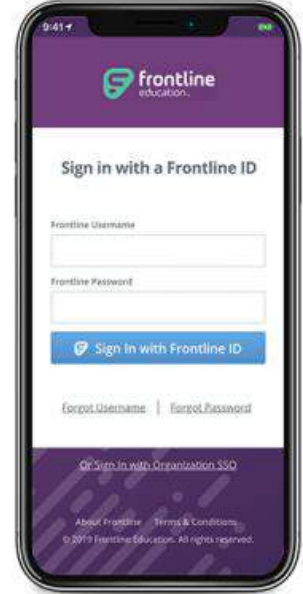 9:41
frontline
education.
Sign in with a Frontline ID
Frontline Username
Frontline Password
Sign In with Frontline ID
Forgot Username | Forgot Password
Or Sign In with Organization SSO
About Frontline Terms & Conditions
© 2019 Frontline Education. All rights reserved.